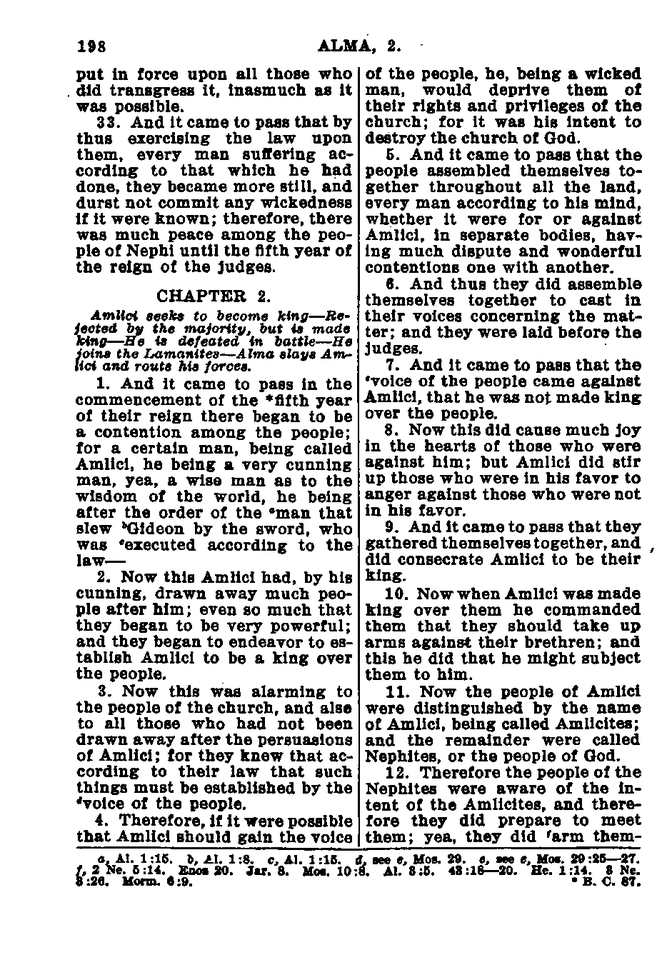 198
ALMA, 2.
put in force upon all those who
did transgress it, inasmuch as it
was possible.
33. And it came to pass that by
thus exercising the law upon
them, every man suffering ac-
cording to that which he had
done, they became more still, and
durst not commit any wickedness
if it were known; therefore, there
was much peace among the peo-
ple of Nephi until the fifth year of
the reign of the judges.
CHAPTER 2.
Amlici seeks to become king—Re-
jected by the majority, but is made
king—He is defeated in battle—He
joins the Lamanites—Alma slays Am-
lici and routs his forces.
1. And it came to pass in the
commencement of the *fifth year
of their reign there began to be
a contention among the people;
for a certain man, being called
Amlici, he being a very cunning
man, yea, a wise man as to the
wisdom of the world, he being
after the order of the ᵃman that
slew ᵇGideon by the sword, who
was ᶜexecuted according to the
law—
2. Now this Amlici had, by his
cunning, drawn away much peo-
ple after him; even so much that
they began to be very powerful;
and they began to endeavor to es-
tablish Amlici to be a king over
the people.
3. Now this was alarming to
the people of the church, and also
to all those who had not been
drawn away after the persuasions
of Amlici; for they knew that ac-
cording to their law that such
things must be established by the
ᵈvoice of the people.
4. Therefore, if it were possible
that Amlici should gain the voice
of the people, he, being a wicked
man, would deprive them of
their rights and privileges of the
church; for it was his intent to
destroy the church of God.
5. And it came to pass that the
people assembled themselves to-
gether throughout all the land,
every man according to his mind,
whether it were for or against
Amlici, in separate bodies, hav-
ing much dispute and wonderful
contentions one with another.
6. And thus they did assemble
themselves together to cast in
their voices concerning the mat-
ter; and they were laid before the
judges.
7. And it came to pass that the
ᵉvoice of the people came against
Amlici, that he was not made king
over the people.
8. Now this did cause much joy
in the hearts of those who were
against him; but Amlici did stir
up those who were in his favor to
anger against those who were not
in his favor.
9. And it came to pass that they
gathered themselves together, and
did consecrate Amlici to be their
king.
10. Now when Amlici was made
king over them he commanded
them that they should take up
arms against their brethren; and
this he did that he might subject
them to him.
11. Now the people of Amlici
were distinguished by the name
of Amlici, being called Amlicites;
and the remainder were called
Nephites, or the people of God.
12. Therefore the people of the
Nephites were aware of the in-
tent of the Amlicites, and there-
fore they did prepare to meet
them; yea, they did ᶠarm them-
a, Al. 1:15. b, Al. 1:8. c, Al. 1:15. d, see e, Mos. 29. e, see e, Mos. 29:25—27.
f, 2 Ne. 5:14. Enos 20. Jar. 8. Mos. 10:8. Al. 3:5. 43:18—20. He. 1:14. 3 Ne.
3:26. Morm. 6:9. * B. C. 87.